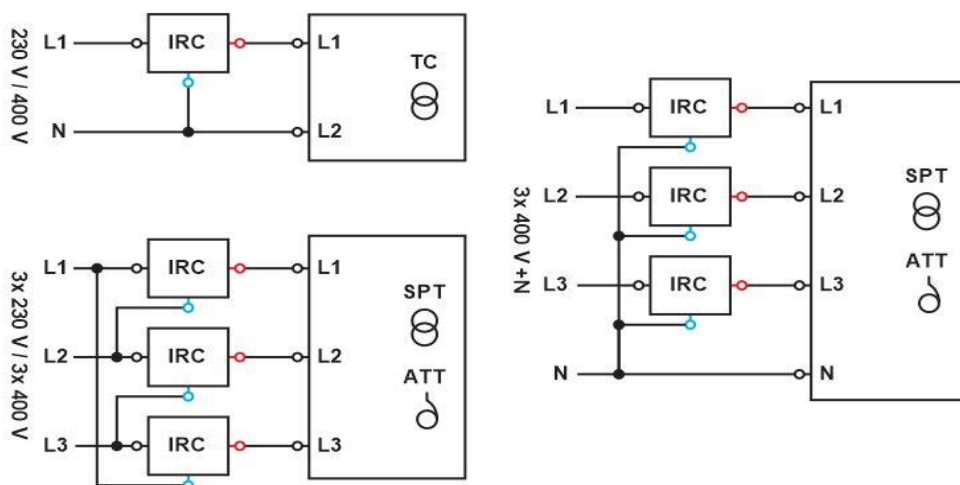 230 V / 400 V
L1 IRC L1
TC
N L2
3x 230 V / 3x 400 V
L1 IRC L1
SPT
L2 IRC L2
ATT
L3 IRC L3
3x 400 V +N
L1 IRC L1
L2 IRC L2
SPT
ATT
L3 IRC L3
N N